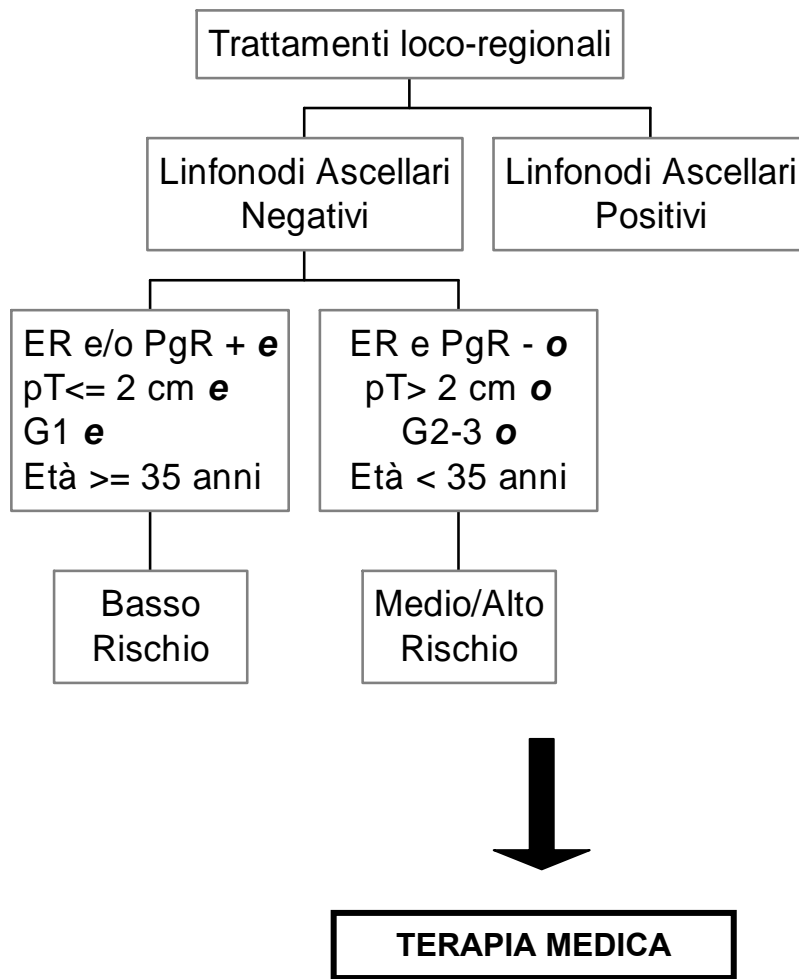 Trattamenti loco-regionali
Linfonodi Ascellari
Negativi
Linfonodi Ascellari
Positivi
ER e/o PgR + e
pT<= 2 cm e
G1 e
Età >= 35 anni
ER e PgR - o
pT> 2 cm o
G2-3 o
Età < 35 anni
Basso
Rischio
Medio/Alto
Rischio
TERAPIA MEDICA